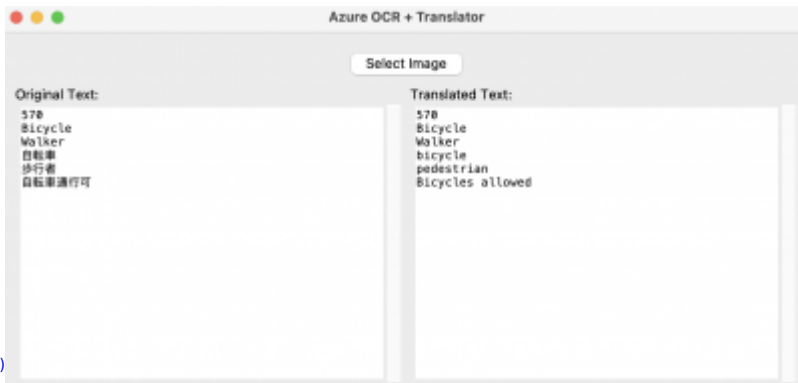 Azure OCR + Translator
Select Image
Original Text:
570
Bicycle
Walker
自転車
歩行者
自転車通行可
Translated Text:
570
Bicycle
Walker
bicycle
pedestrian
Bicycles allowed
)